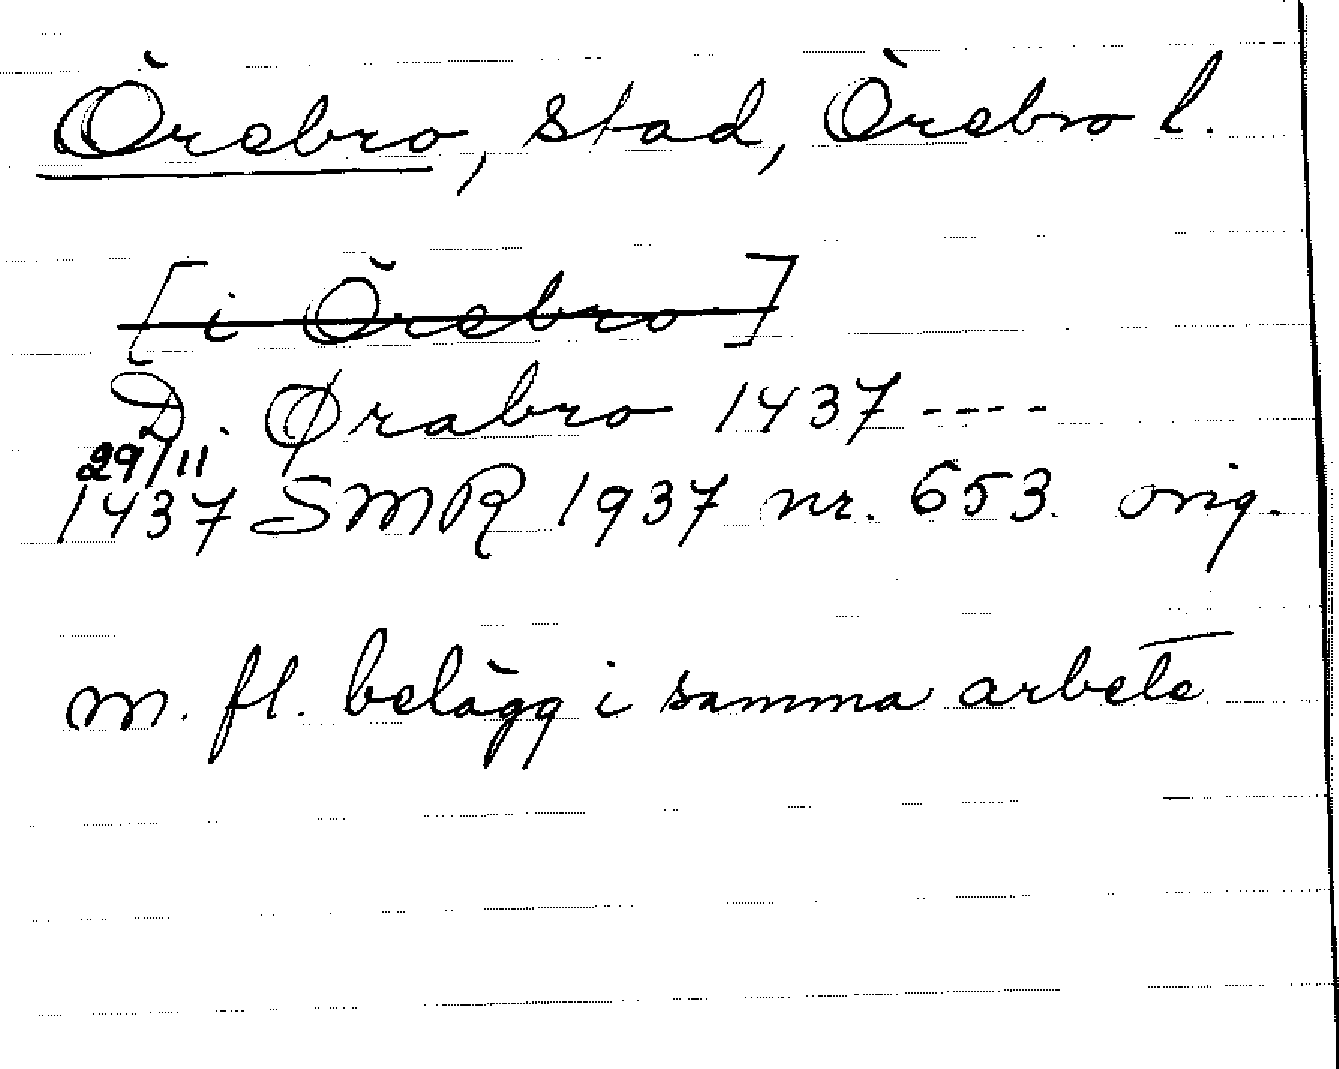 Örebro, stad, Örebro l.
[i Örebro]
D. Ørabro 1437 ----
29/11
1437 SMR 1937 nr. 653. orig.
m. fl. belägg i samma arbete